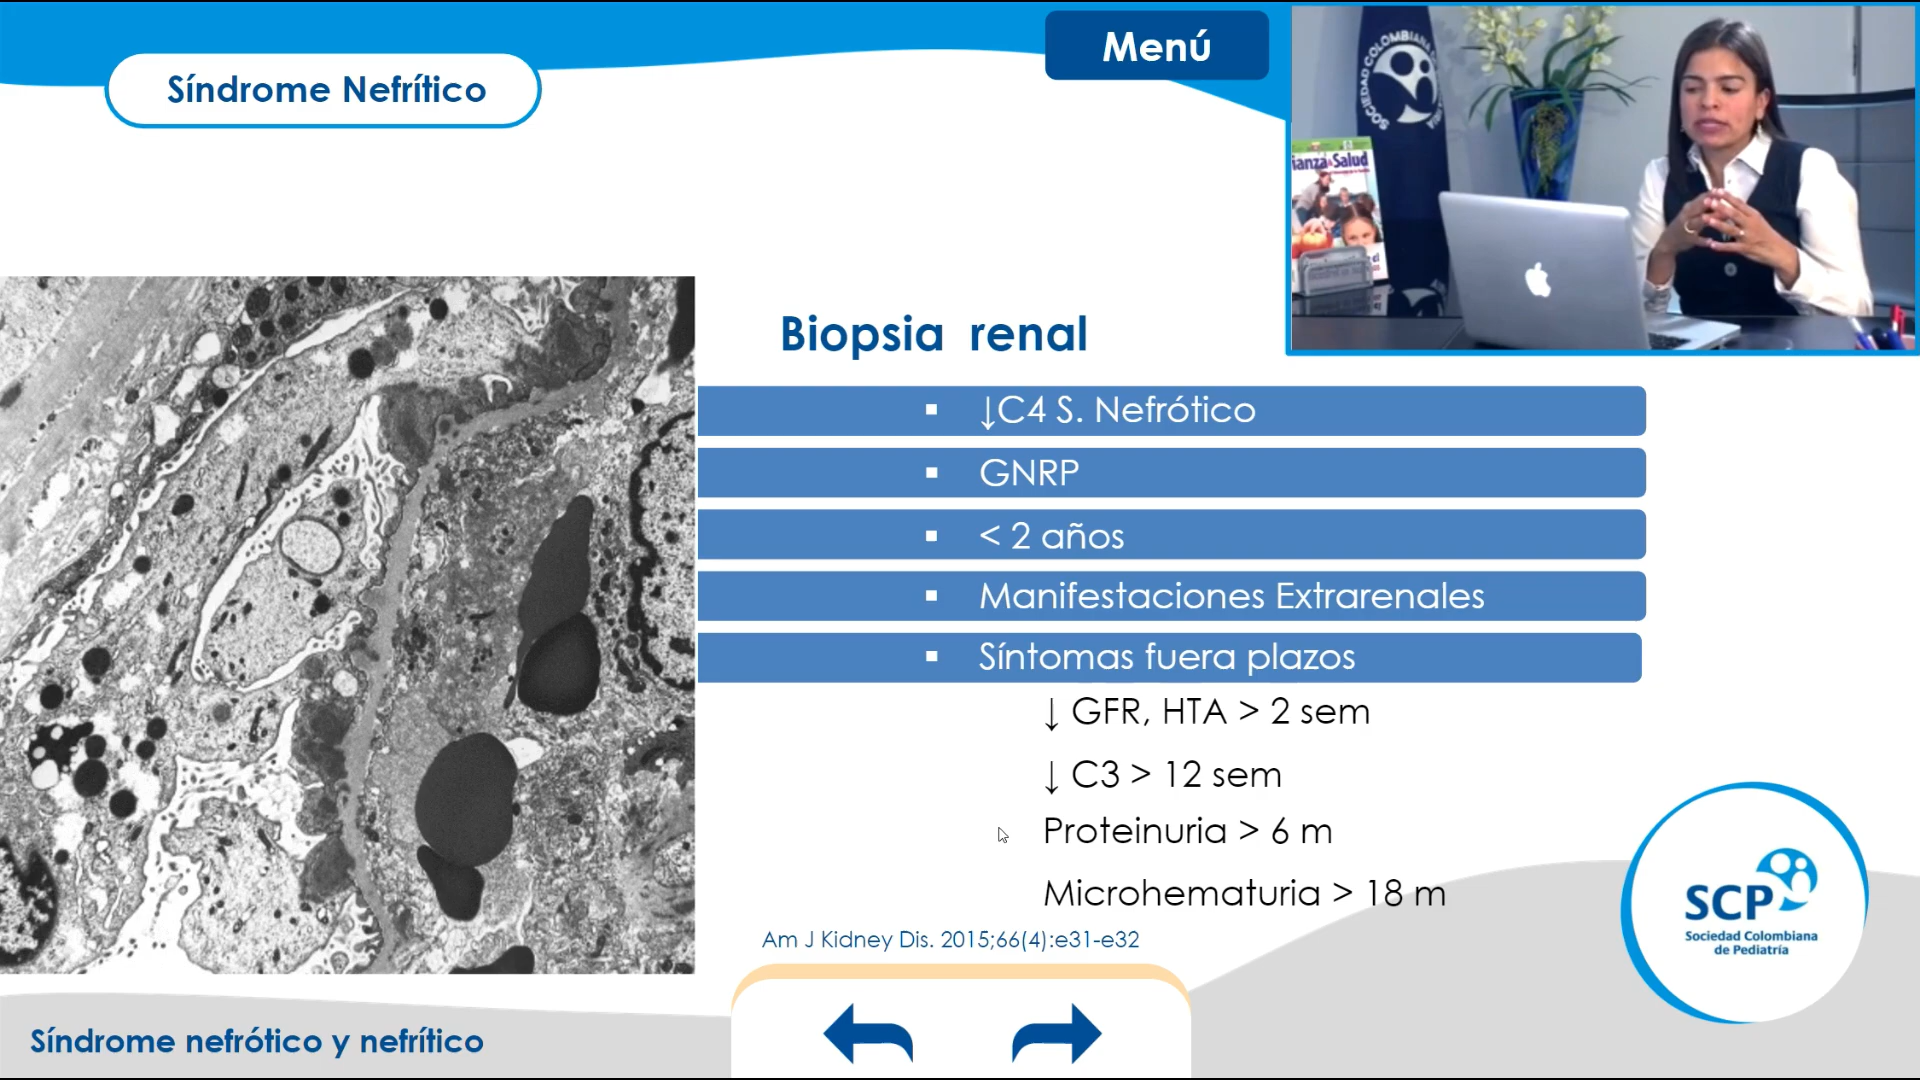 Síndrome Nefrítico
Menú
SOCIEDAD COLOMBIANA
ianza&Salud
Biopsia renal
▪ ↓C4 S. Nefrótico
▪ GNRP
▪ < 2 años
▪ Manifestaciones Extrarenales
▪ Síntomas fuera plazos
↓ GFR, HTA > 2 sem
↓ C3 > 12 sem
Proteinuria > 6 m
Microhematuria > 18 m
Am J Kidney Dis. 2015;66(4):e31-e32
SCP
Sociedad Colombiana
de Pediatría
Síndrome nefrótico y nefrítico